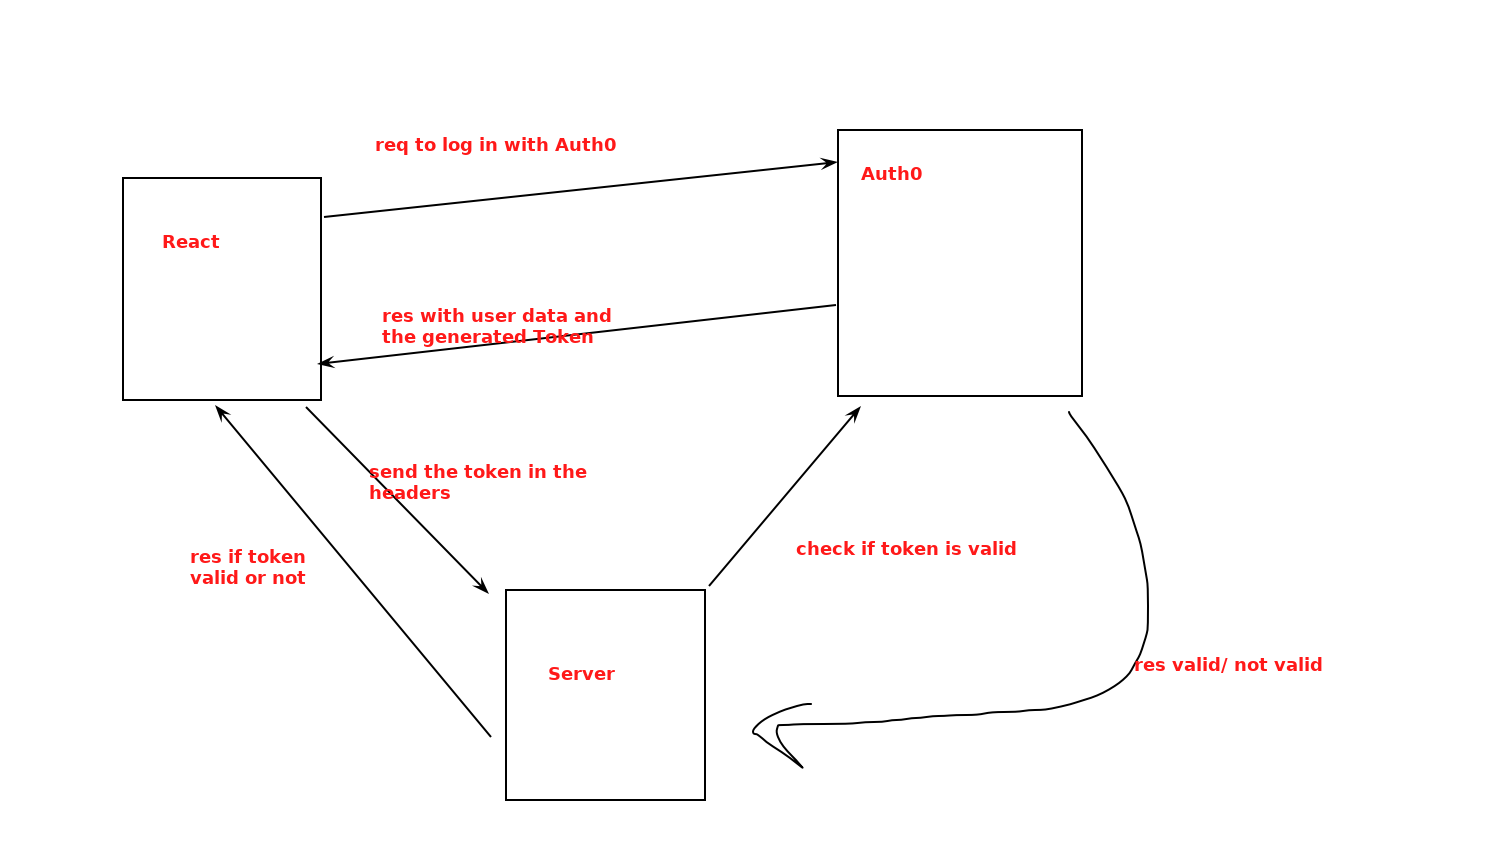 req to log in with Auth0
Auth0
React
res with user data and
the generated Token
send the token in the
headers
check if token is valid
res if token
valid or not
res valid/ not valid
Server